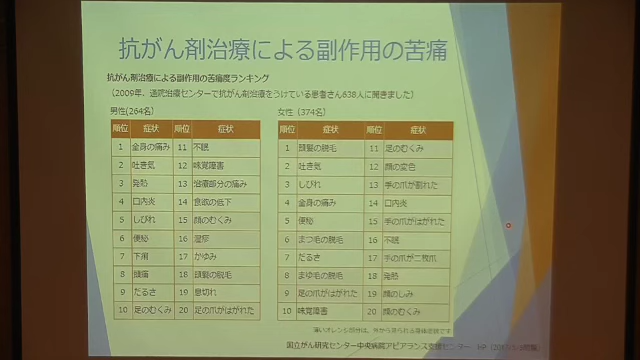 抗がん剤治療による副作用の苦痛
抗がん剤治療による副作用の苦痛度ランキング
(2009年、通院治療センターで抗がん剤治療をうけている患者さん638人に聞きました)
男性(264名)
順位 症状 順位 症状
1 全身の痛み 11 不眠
2 吐き気 12 味覚障害
3 発熱 13 治療部分の痛み
4 口内炎 14 食欲の低下
5 しびれ 15 顔のむくみ
6 便秘 16 湿疹
7 下痢 17 かゆみ
8 頭痛 18 頭髪の脱毛
9 だるさ 19 息切れ
10 足のむくみ 20 足の爪がはがれた
女性 (374名)
順位 症状 順位 症状
1 頭髪の脱毛 11 足のむくみ
2 吐き気 12 顔の変色
3 しびれ 13 手の爪が割れた
4 全身の痛み 14 口内炎
5 便秘 15 手の爪がはがれた
6 まつ毛の脱毛 16 不眠
7 だるさ 17 手の爪が二枚爪
8 まゆ毛の脱毛 18 発熱
9 足の爪がはがれた 19 顔のしみ
10 味覚障害 20 顔のむくみ
オレンジ部分は、外から見られる
国立がん研究センター中央病院アピアランス支援センター HP